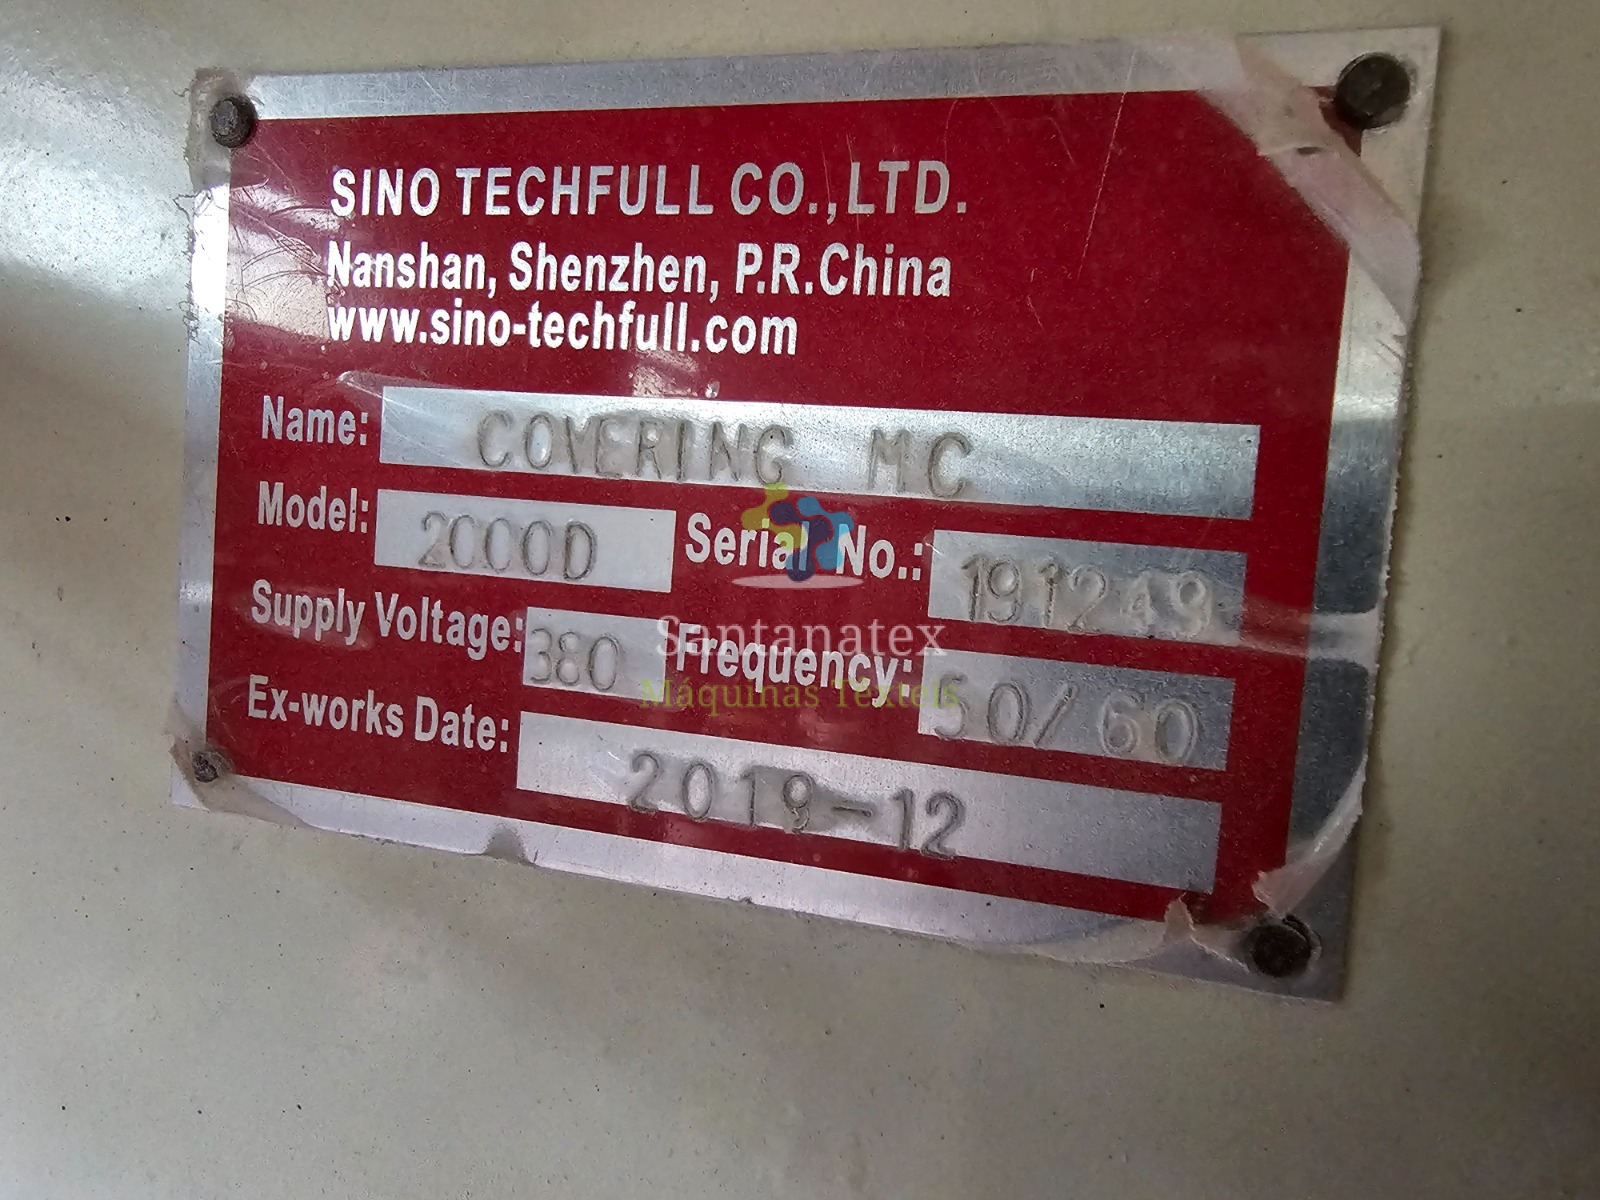 SINO TECHFULL CO.,LTD.
Nanshan, Shenzhen, P.R.China
www.sino-techfull.com
Name: COVERING MC
Model: 2000D Serial No.: 191249
Supply Voltage: 380 Frequency: 50/60
Ex-works Date: 2019-12
Santanatex
Máquinas Têxteis